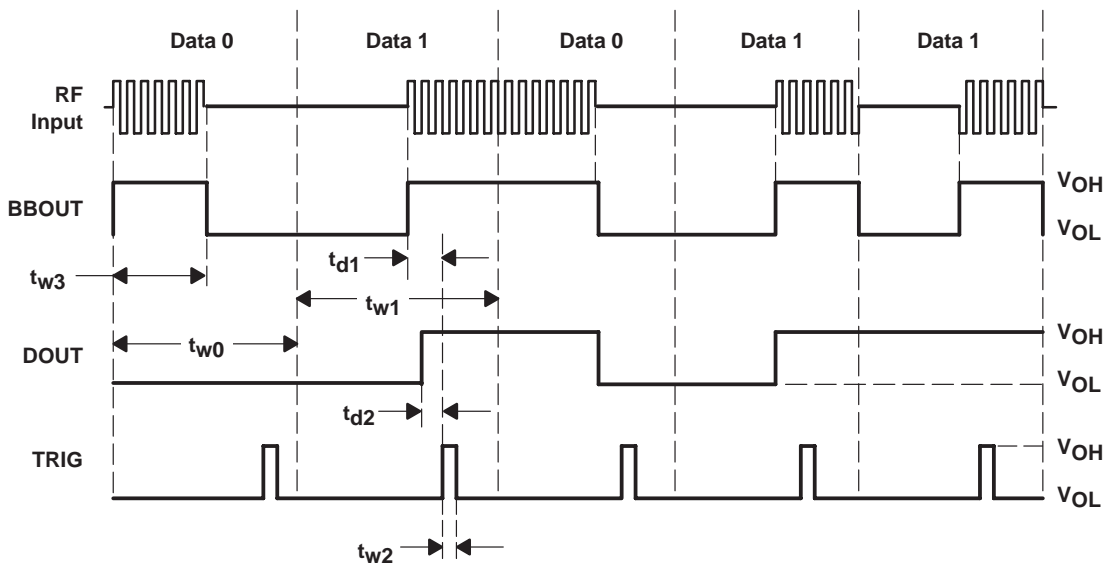 Data 0 Data 1 Data 0 Data 1 Data 1
RF
Input
BBOUT
VOH
VOL
td1
tw3
tw1
DOUT
tw0
VOH
VOL
td2
TRIG
VOH
VOL
tw2